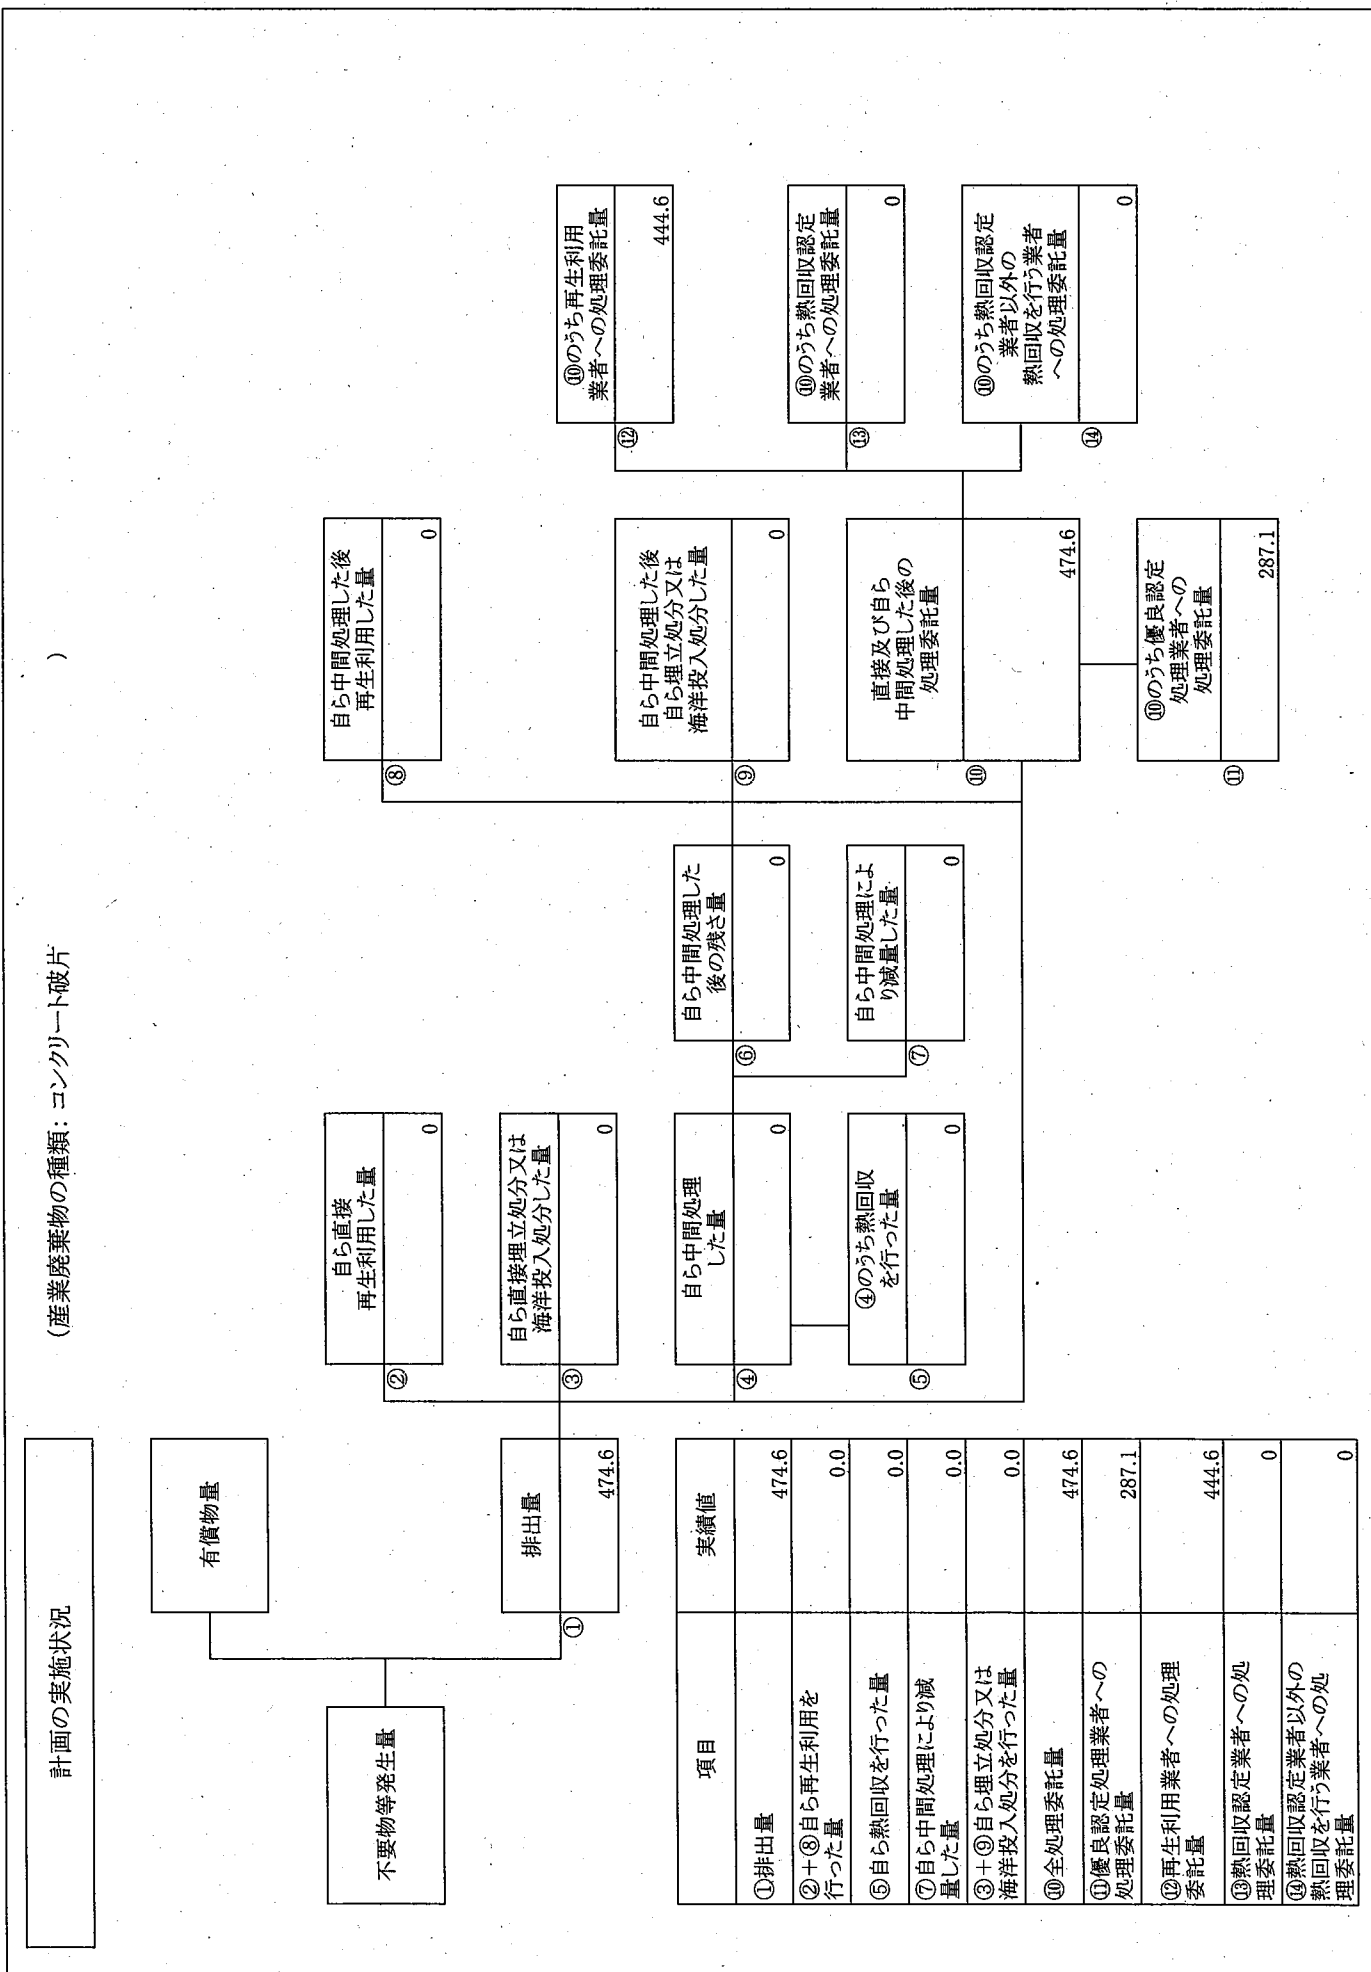 計画の実施状況
(産業廃棄物の種類：コンクリート破片　　　)
不要物等発生量
有償物量
①
排出量
474.6
②
自ら直接
再生利用した量
0
③
自ら直接埋立処分又は
海洋投入処分した量
0
④
自ら中間処理
した量
0
⑤
④のうち熱回収
を行った量
0
⑥
自ら中間処理した
後の残さ量
0
⑦
自ら中間処理によ
り減量した量
0
⑧
自ら中間処理した後
再生利用した量
0
⑨
自ら中間処理した後
自ら埋立処分又は
海洋投入処分した量
0
⑩
直接及び自ら
中間処理した後の
処理委託量
474.6
⑪
⑩のうち優良認定
処理業者への
処理委託量
287.1
⑫
⑩のうち再生利用
業者への処理委託量
444.6
⑬
⑩のうち熱回収認定
業者への処理委託量
0
⑭
⑩のうち熱回収認定
業者以外の
熱回収を行う業者
への処理委託量
0
項目 実績値
①排出量 474.6
②＋⑧自ら再生利用を
行った量 0.0
⑤自ら熱回収を行った量 0.0
⑦自ら中間処理により減
量した量 0.0
③＋⑨自ら埋立処分又は
海洋投入処分を行った量 0.0
⑩全処理委託量 474.6
⑪優良認定処理業者への
処理委託量 287.1
⑫再生利用業者への処理
委託量 444.6
⑬熱回収認定業者への処
理委託量 0
⑭熱回収認定業者以外の
熱回収を行う業者への処
理委託量 0